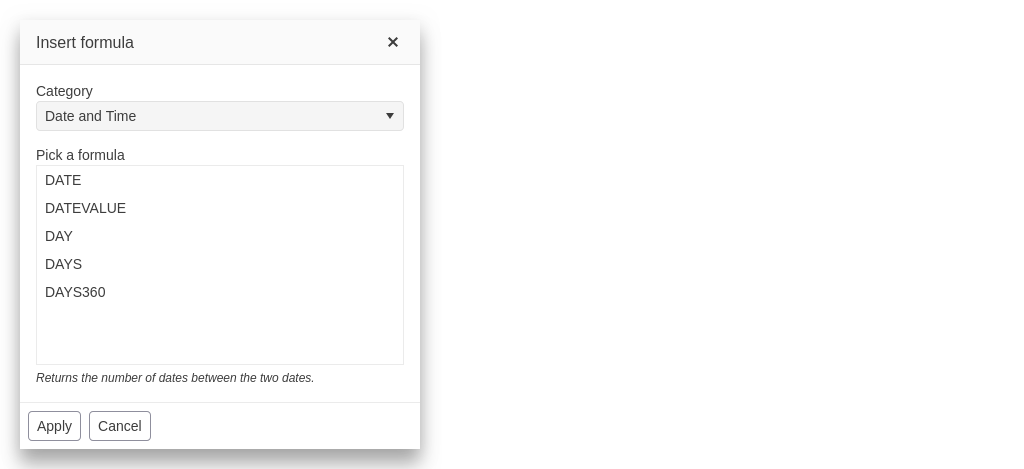 Insert formula
Category
Date and Time
Pick a formula
DATE
DATEVALUE
DAY
DAYS
DAYS360
Returns the number of dates between the two dates.
Apply Cancel